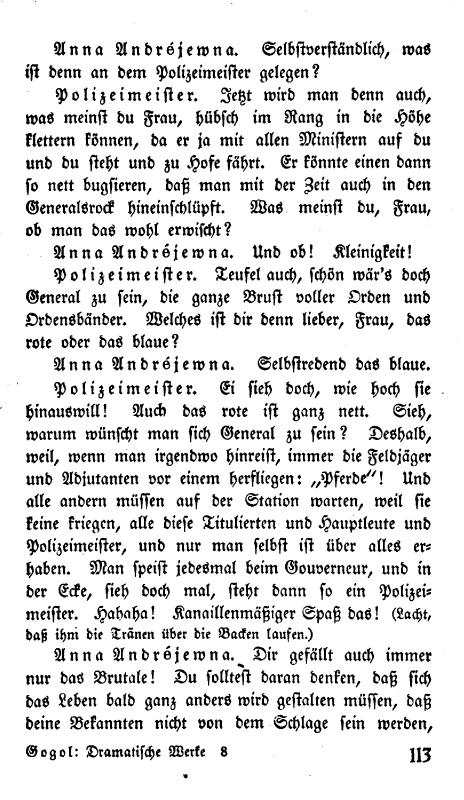 Anna Andréjewna. Selbstverständlich, was
ist denn an dem Polizeimeister gelegen?
Polizeimeister. Jetzt wird man denn auch,
was meinst du Frau, hübsch im Rang in die Höhe
klettern können, da er ja mit allen Ministern auf du
und du steht und zu Hofe fährt. Er könnte einen dann
so nett bugsieren, daß man mit der Zeit auch in den
Generalsrock hineinschlüpft. Was meinst du, Frau,
ob man das wohl erwischt?
Anna Andréjewna. Und ob! Kleinigkeit!
Polizeimeister. Teufel auch, schön wär's doch
General zu sein, die ganze Brust voller Orden und
Ordensbänder. Welches ist dir denn lieber, Frau, das
rote oder das blaue?
Anna Andréjewna. Selbstredend das blaue.
Polizeimeister. Ei sieh doch, wie hoch sie
hinauswill! Auch das rote ist ganz nett. Sieh,
warum wünscht man sich General zu sein? Deshalb,
weil, wenn man irgendwo hinreist, immer die Feldjäger
und Adjutanten vor einem herfliegen: „Pferde“! Und
alle andern müssen auf der Station warten, weil sie
keine kriegen, alle diese Titulierten und Hauptleute und
Polizeimeister, und nur man selbst ist über alles er-
haben. Man speist jedesmal beim Gouverneur, und in
der Ecke, sieh doch mal, steht dann so ein Polizei-
meister. Hahaha! Kanaillenmäßiger Spaß das! (Lacht,
daß ihm die Tränen über die Backen laufen.)
Anna Andréjewna. Dir gefällt auch immer
nur das Brutale! Du solltest daran denken, daß sich
das Leben bald ganz anders wird gestalten müssen, daß
deine Bekannten nicht von dem Schlage sein werden,
Gogol: Dramatische Werke 8
113